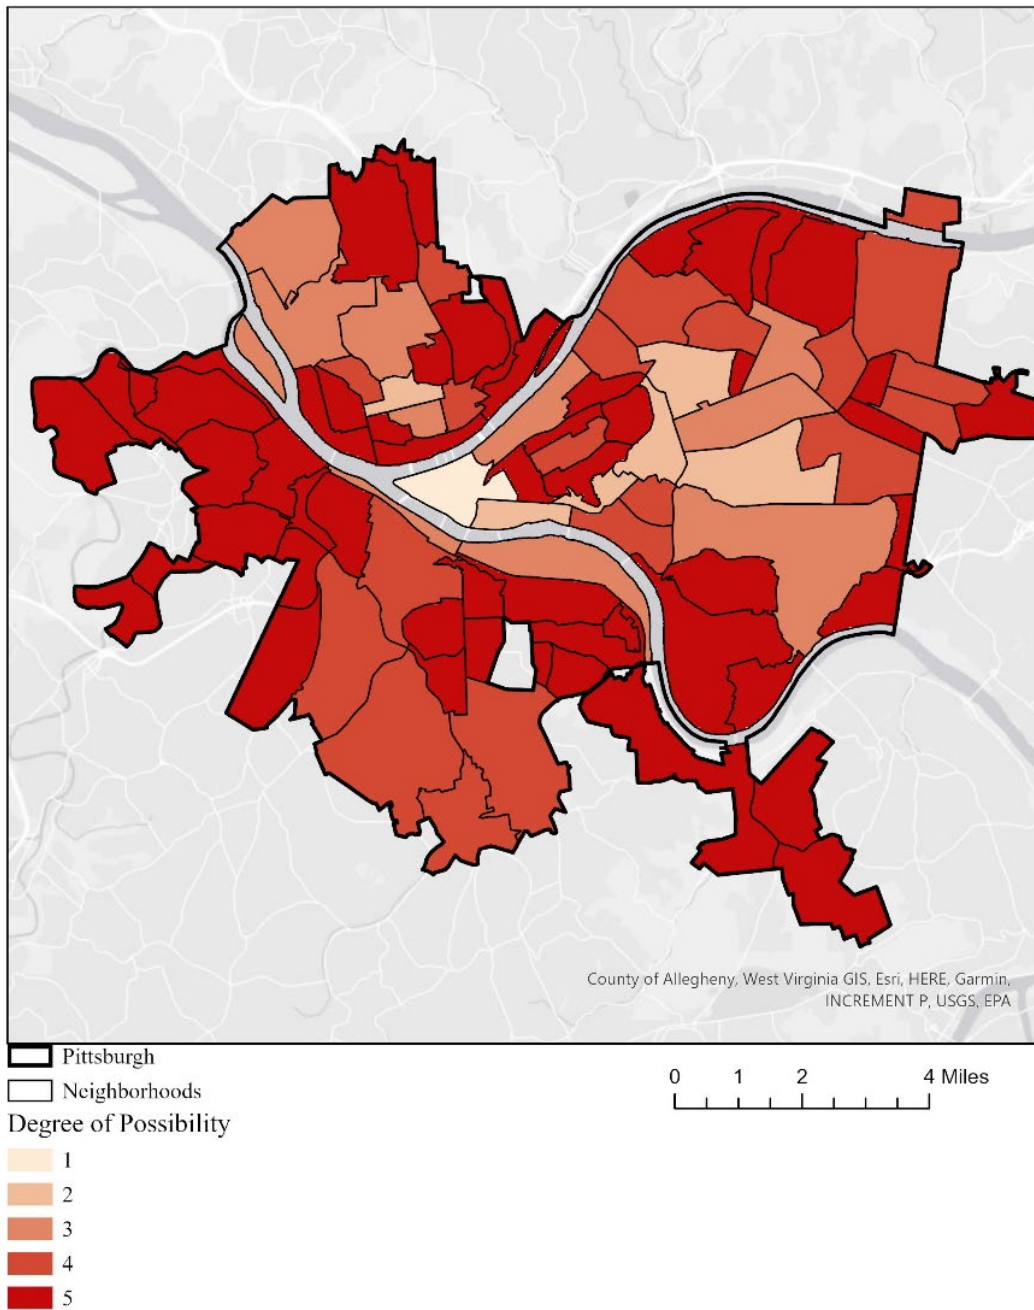 County of Allegheny, West Virginia GIS, Esri, HERE, Garmin,
INCREMENT P, USGS, EPA
Pittsburgh
Neighborhoods
0 1 2 4 Miles
Degree of Possibility
1
2
3
4
5